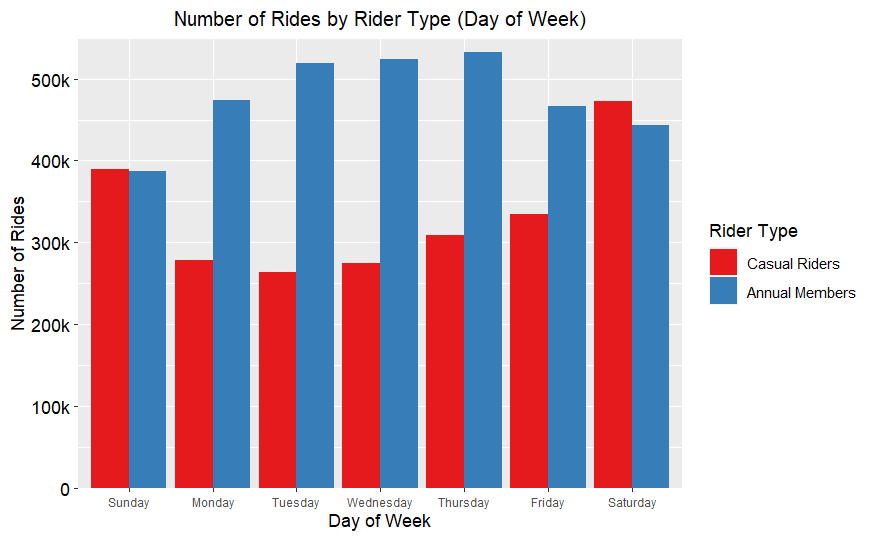 Number of Rides by Rider Type (Day of Week)
500k
400k
300k
200k
100k
0
Number of Rides
Sunday Monday Tuesday Wednesday Thursday Friday Saturday
Day of Week
Rider Type
Casual Riders
Annual Members